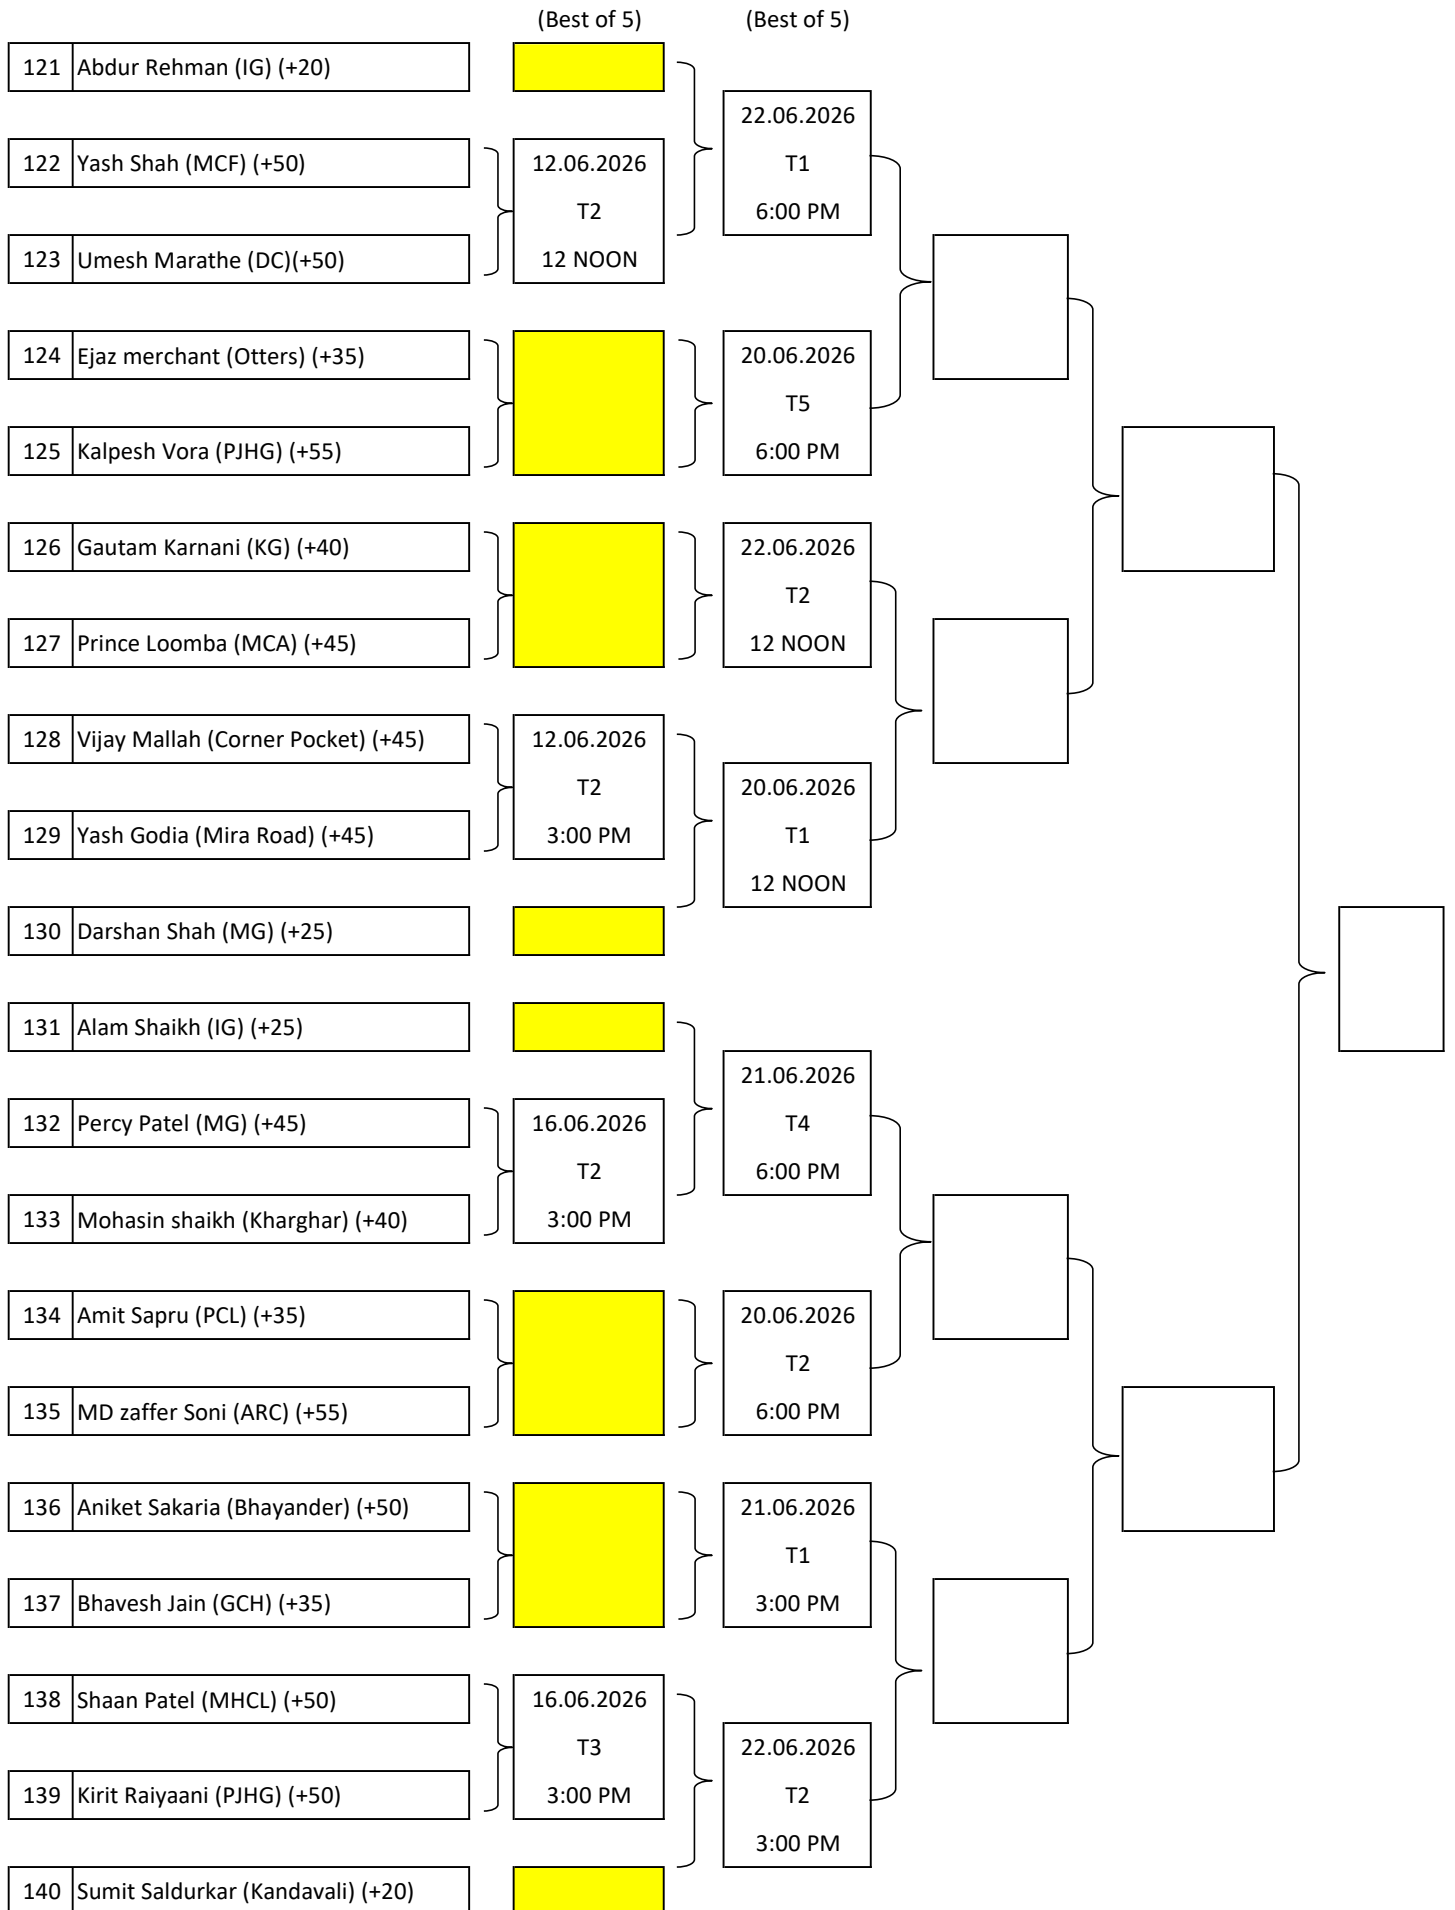 (Best of 5) (Best of 5)
121 Abdur Rehman (IG) (+20)
22.06.2026
122 Yash Shah (MCF) (+50) 12.06.2026 T1
T2 6:00 PM
123 Umesh Marathe (DC)(+50) 12 NOON
124 Ejaz merchant (Otters) (+35) 20.06.2026
T5
125 Kalpesh Vora (PJHG) (+55) 6:00 PM
126 Gautam Karnani (KG) (+40) 22.06.2026
T2
127 Prince Loomba (MCA) (+45) 12 NOON
128 Vijay Mallah (Corner Pocket) (+45) 12.06.2026
T2 20.06.2026
129 Yash Godia (Mira Road) (+45) 3:00 PM T1
12 NOON
130 Darshan Shah (MG) (+25)
131 Alam Shaikh (IG) (+25)
21.06.2026
132 Percy Patel (MG) (+45) 16.06.2026 T4
T2 6:00 PM
133 Mohasin shaikh (Kharghar) (+40) 3:00 PM
134 Amit Sapru (PCL) (+35) 20.06.2026
T2
135 MD zaffer Soni (ARC) (+55) 6:00 PM
136 Aniket Sakaria (Bhayander) (+50) 21.06.2026
T1
137 Bhavesh Jain (GCH) (+35) 3:00 PM
138 Shaan Patel (MHCL) (+50) 16.06.2026
T3 22.06.2026
139 Kirit Raiyaani (PJHG) (+50) 3:00 PM T2
3:00 PM
140 Sumit Saldurkar (Kandavali) (+20)